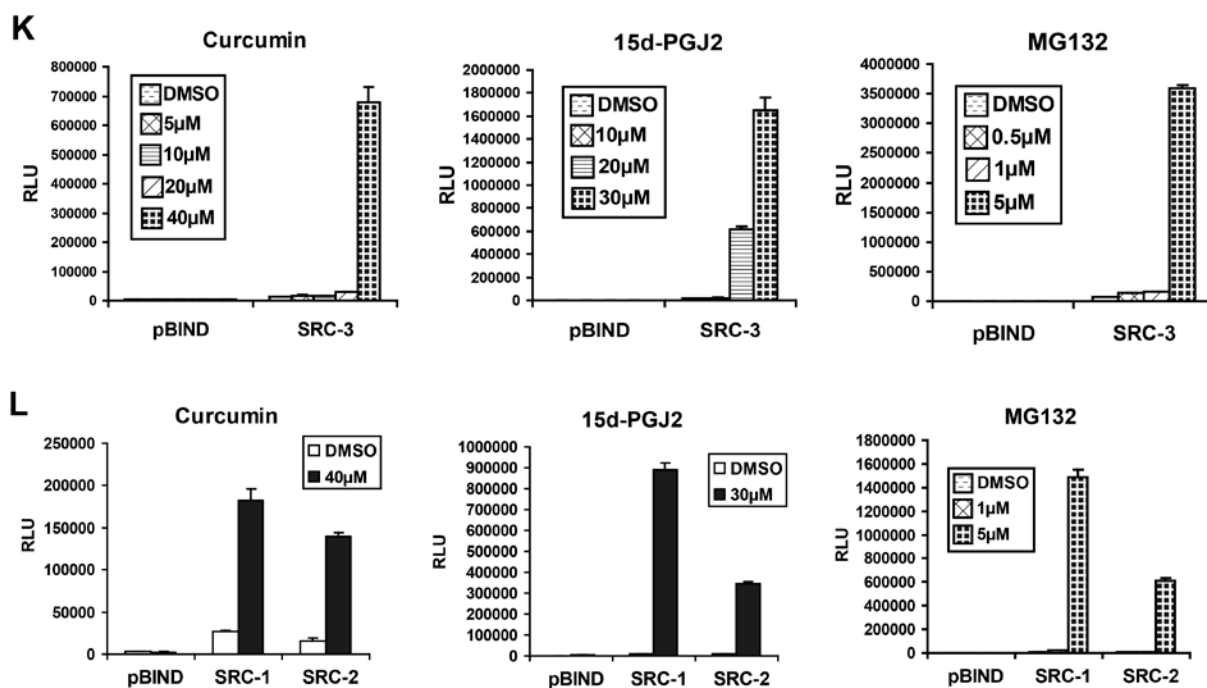 K
Curcumin
800000
700000
600000
500000
400000
300000
200000
100000
0
RLU
DMSO
5μM
10μM
20μM
40μM
pBIND SRC-3
15d-PGJ2
2000000
1800000
1600000
1400000
1200000
1000000
800000
600000
400000
200000
0
RLU
DMSO
10μM
20μM
30μM
pBIND SRC-3
MG132
4000000
3500000
3000000
2500000
2000000
1500000
1000000
500000
0
RLU
DMSO
0.5μM
1μM
5μM
pBIND SRC-3
L
Curcumin
250000
200000
150000
100000
50000
0
RLU
DMSO
40μM
pBIND SRC-1 SRC-2
15d-PGJ2
1000000
900000
800000
700000
600000
500000
400000
300000
200000
100000
0
RLU
DMSO
30μM
pBIND SRC-1 SRC-2
MG132
1800000
1600000
1400000
1200000
1000000
800000
600000
400000
200000
0
RLU
DMSO
1μM
5μM
pBIND SRC-1 SRC-2